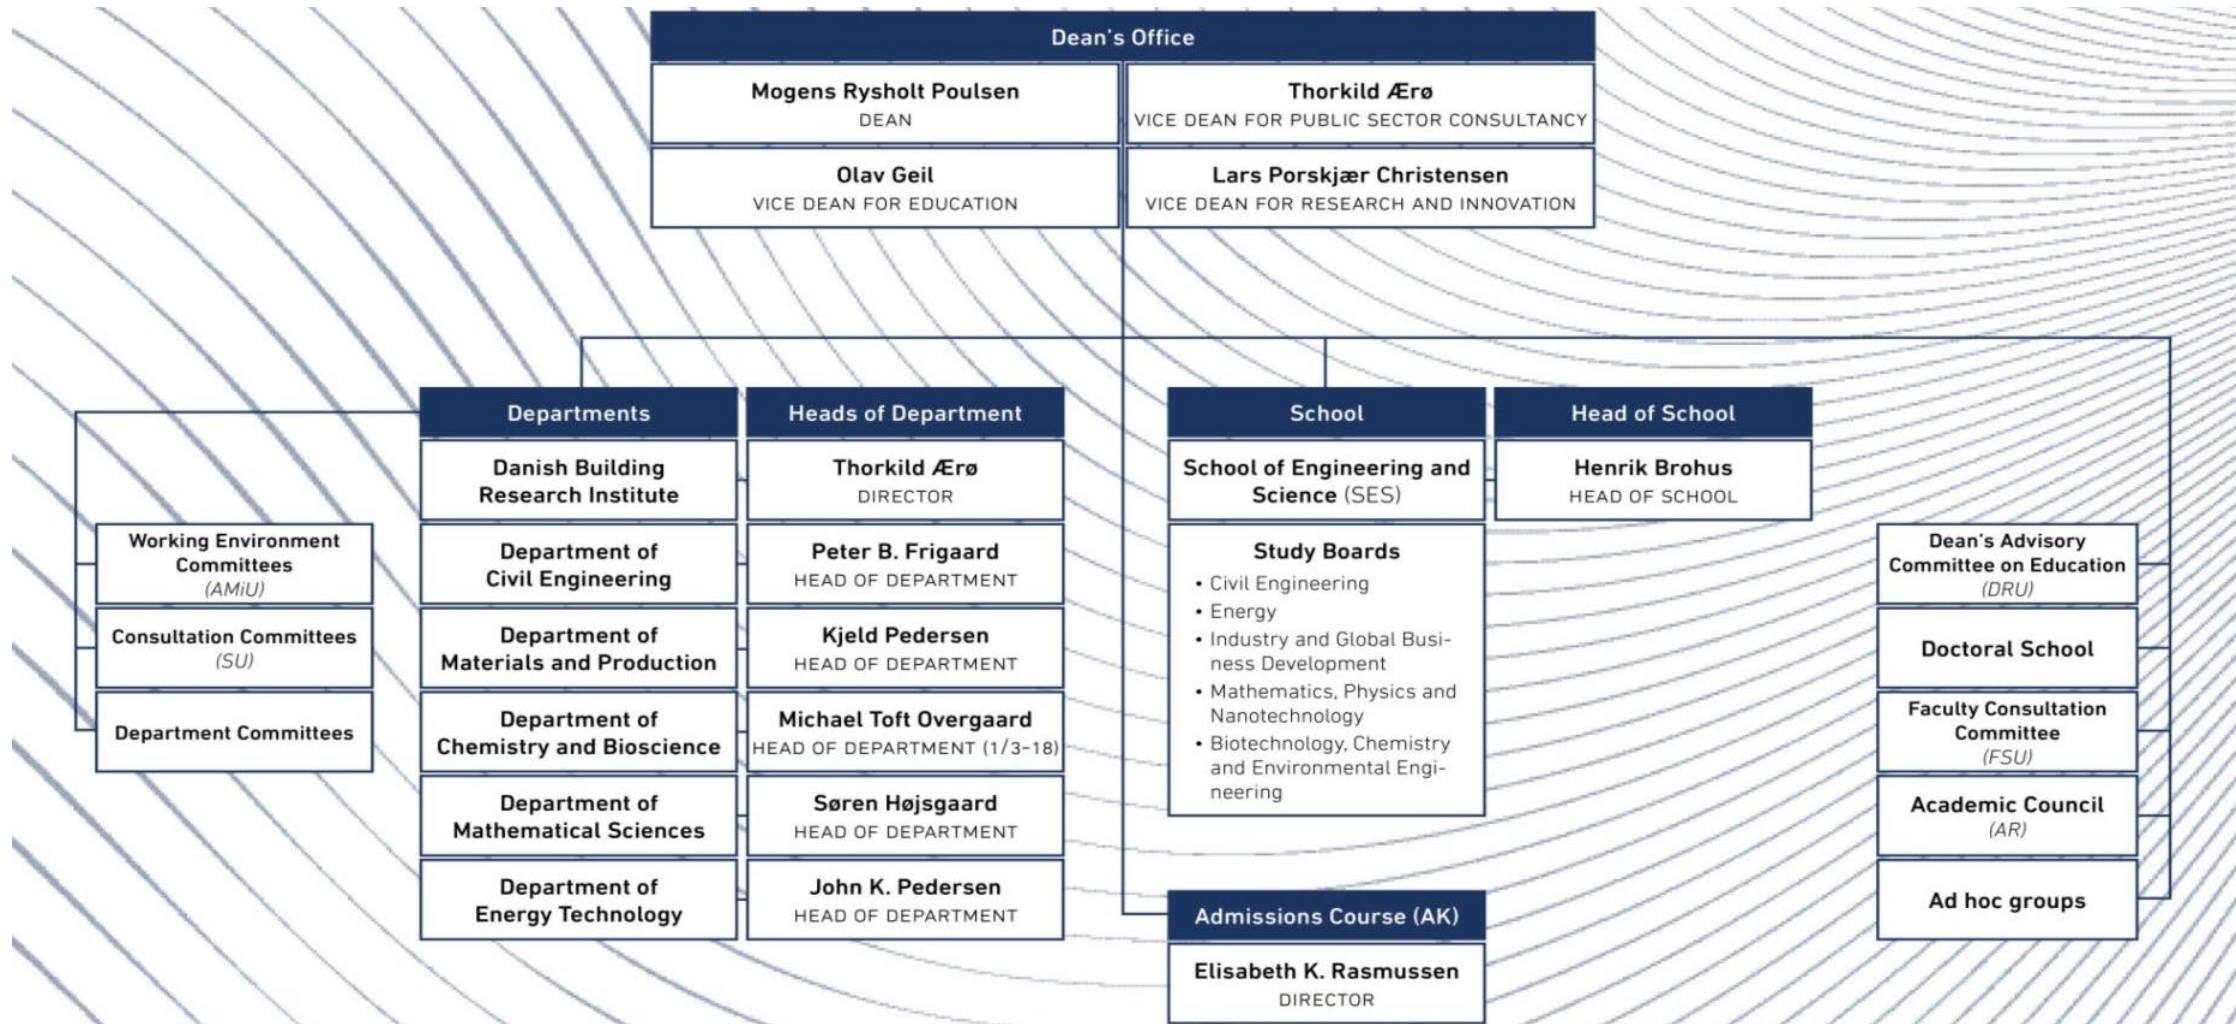 Dean's Office
Mogens Rysholt Poulsen
DEAN
Thorkild Ærø
VICE DEAN FOR PUBLIC SECTOR CONSULTANCY
Olav Geil
VICE DEAN FOR EDUCATION
Lars Porskjær Christensen
VICE DEAN FOR RESEARCH AND INNOVATION
Working Environment
Committees
(AMiU)
Consultation Committees
(SU)
Department Committees
Departments
Heads of Department
Danish Building
Research Institute
Thorkild Ærø
DIRECTOR
Department of
Civil Engineering
Peter B. Frigaard
HEAD OF DEPARTMENT
Department of
Materials and Production
Kjeld Pedersen
HEAD OF DEPARTMENT
Department of
Chemistry and Bioscience
Michael Toft Overgaard
HEAD OF DEPARTMENT (1/3-18)
Department of
Mathematical Sciences
Søren Højsgaard
HEAD OF DEPARTMENT
Department of
Energy Technology
John K. Pedersen
HEAD OF DEPARTMENT
School
Head of School
School of Engineering and
Science (SES)
Henrik Brohus
HEAD OF SCHOOL
Study Boards
• Civil Engineering
• Energy
• Industry and Global Busi-
ness Development
• Mathematics, Physics and
Nanotechnology
• Biotechnology, Chemistry
and Environmental Engi-
neering
Admissions Course (AK)
Elisabeth K. Rasmussen
DIRECTOR
Dean's Advisory
Committee on Education
(DRU)
Doctoral School
Faculty Consultation
Committee
(FSU)
Academic Council
(AR)
Ad hoc groups